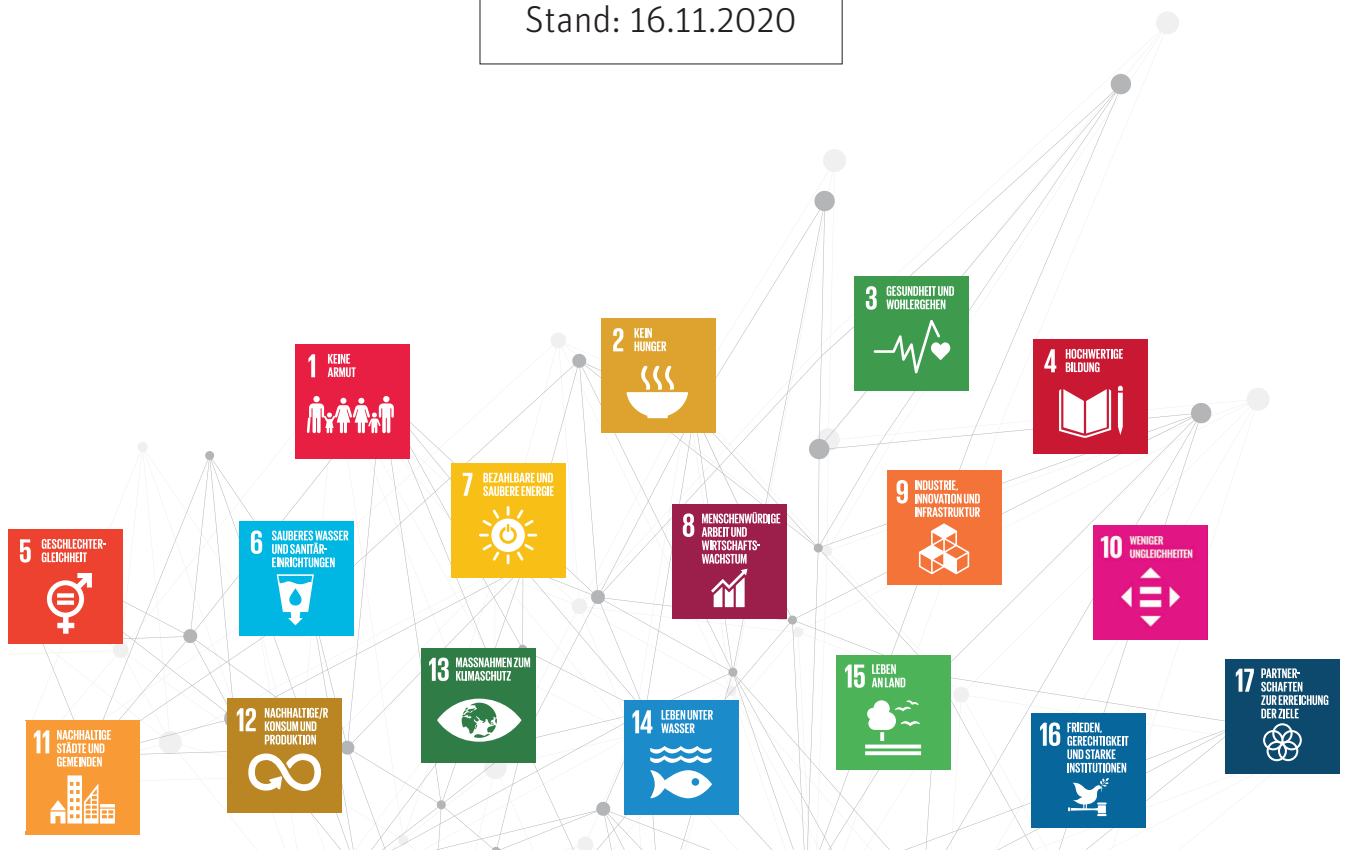 Stand: 16.11.2020
3 GESUNDHEIT UND
WOHLERGEHEN
2 KEIN
HUNGER
4 HOCHWERTIGE
BILDUNG
1 KEINE
ARMUT
7 BEZAHLBARE UND
SAUBERE ENERGIE
9 INDUSTRIE,
INNOVATION UND
INFRASTRUKTUR
8 MENSCHENWÜRDIGE
ARBEIT UND
WIRTSCHAFTS-
WACHSTUM
5 GESCHLECHTER-
GLEICHHEIT
6 SAUBERES WASSER
UND SANITÄR-
EINRICHTUNGEN
10 WENIGER
UNGLEICHHEITEN
13 MASSNAHMEN ZUM
KLIMASCHUTZ
15 LEBEN
AN LAND
17 PARTNER-
SCHAFTEN
ZUR ERREICHUNG
DER ZIELE
12 NACHHALTIGE/R
KONSUM UND
PRODUKTION
14 LEBEN UNTER
WASSER
16 FRIEDEN,
GERECHTIGKEIT
UND STARKE
INSTITUTIONEN
11 NACHHALTIGE
STÄDTE UND
GEMEINDEN